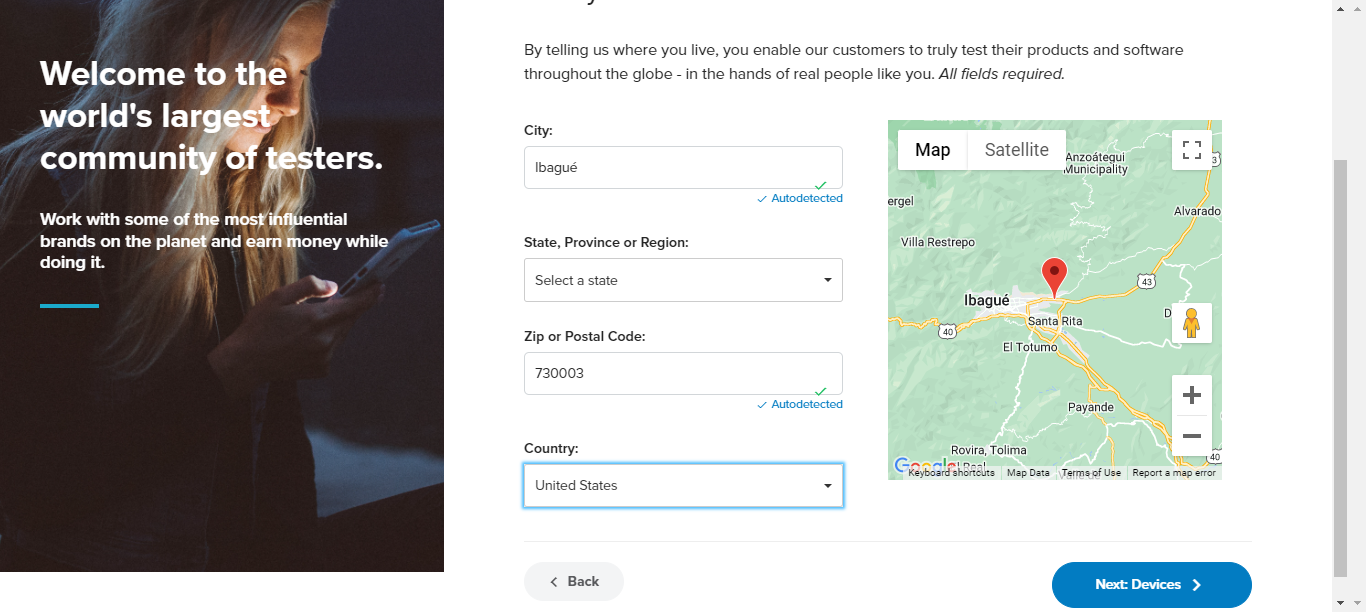 Welcome to the
world's largest
community of testers.
Work with some of the most influential
brands on the planet and earn money while
doing it.
By telling us where you live, you enable our customers to truly test their products and software
throughout the globe - in the hands of real people like you. All fields required.
City:
Ibagué
Autodetected
State, Province or Region:
Select a state
Zip or Postal Code:
730003
Autodetected
Country:
United States
Map
Satellite
Anzoátegui
Municipality
ergel
Alvarado
Villa Restrepo
43
Ibagué
Santa Rita
40
El Totumo
Payande
Rovira, Tolima
40
Google
Keyboard shortcuts
Map Data
Terms of Use
Report a map error
Back
Next: Devices